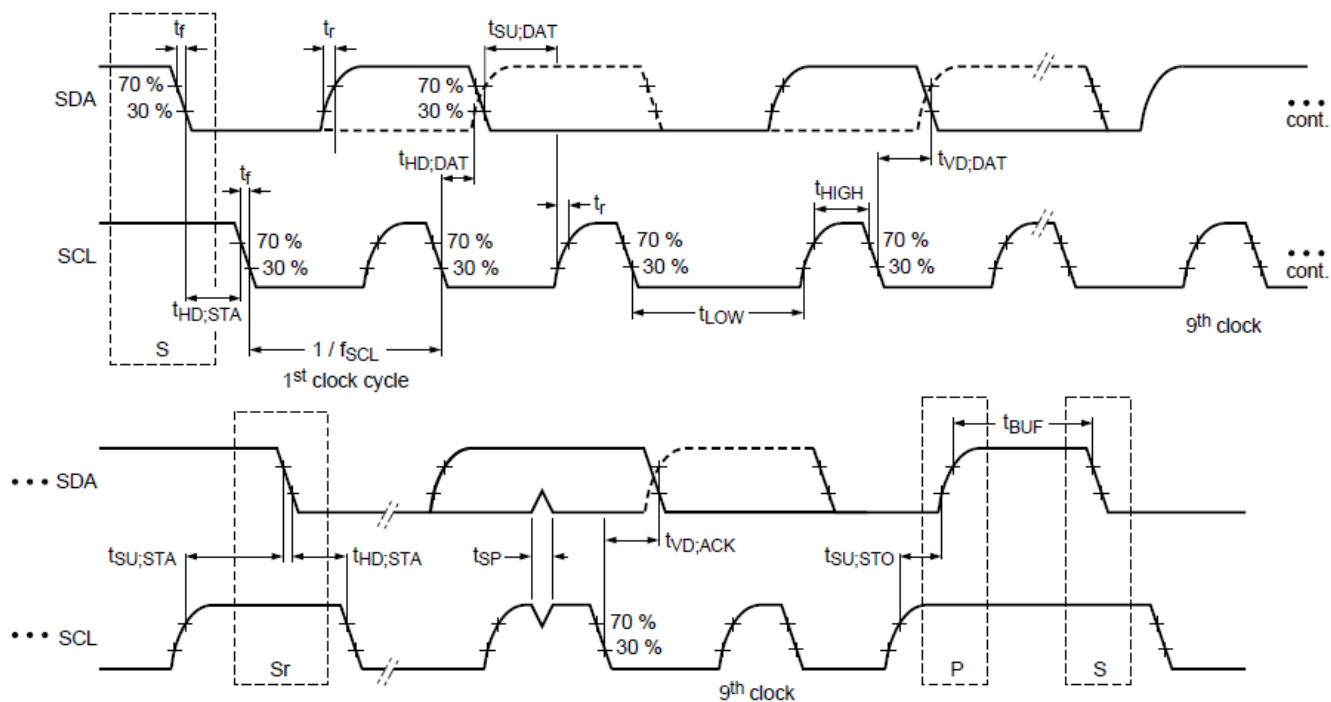 tf tr tSU;DAT
70 % 70 %
SDA
30 % 30 %
••• cont.
tHD;DAT tVD;DAT
tf tHIGH
tr
70 % 70 % 70 % 70 %
SCL
30 % 30 % 30 % 30 %
••• cont.
tHD;STA tLOW
9th clock
S 1 / fSCL
1st clock cycle
tBUF
••• SDA
tSU;STA tHD;STA tSP tVD;ACK tSU;STO
70 %
••• SCL
30 %
Sr P S
9th clock